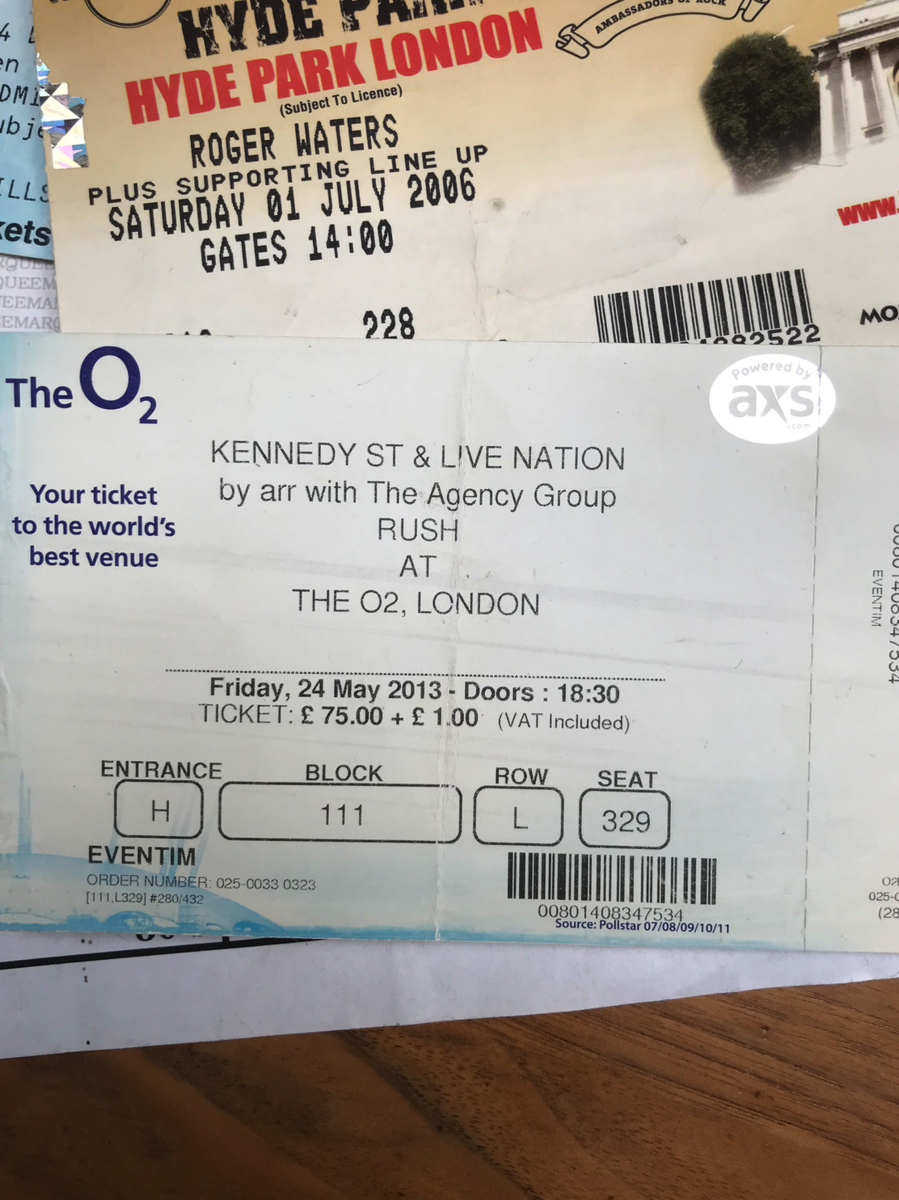 HYDE PARK
AMBASSADORS OF ROCK
HYDE PARK LONDON
(Subject To Licence)
ROGER WATERS
PLUS SUPPORTING LINE UP
SATURDAY 01 JULY 2006
GATES 14:00
WWW.
228
MO
The O2
Your ticket
to the world's
best venue
Powered by
axs
.com
KENNEDY ST & LIVE NATION
by arr with The Agency Group
RUSH
AT
THE O2, LONDON
Friday, 24 May 2013 - Doors : 18:30
TICKET: £ 75.00 + £ 1.00 (VAT Included)
ENTRANCE BLOCK ROW SEAT
H 111 L 329
EVENTIM
ORDER NUMBER: 025-0033 0323
[111,L329] #280/432
00801408347534
Source: Pollstar 07/08/09/10/11
EVENTIM